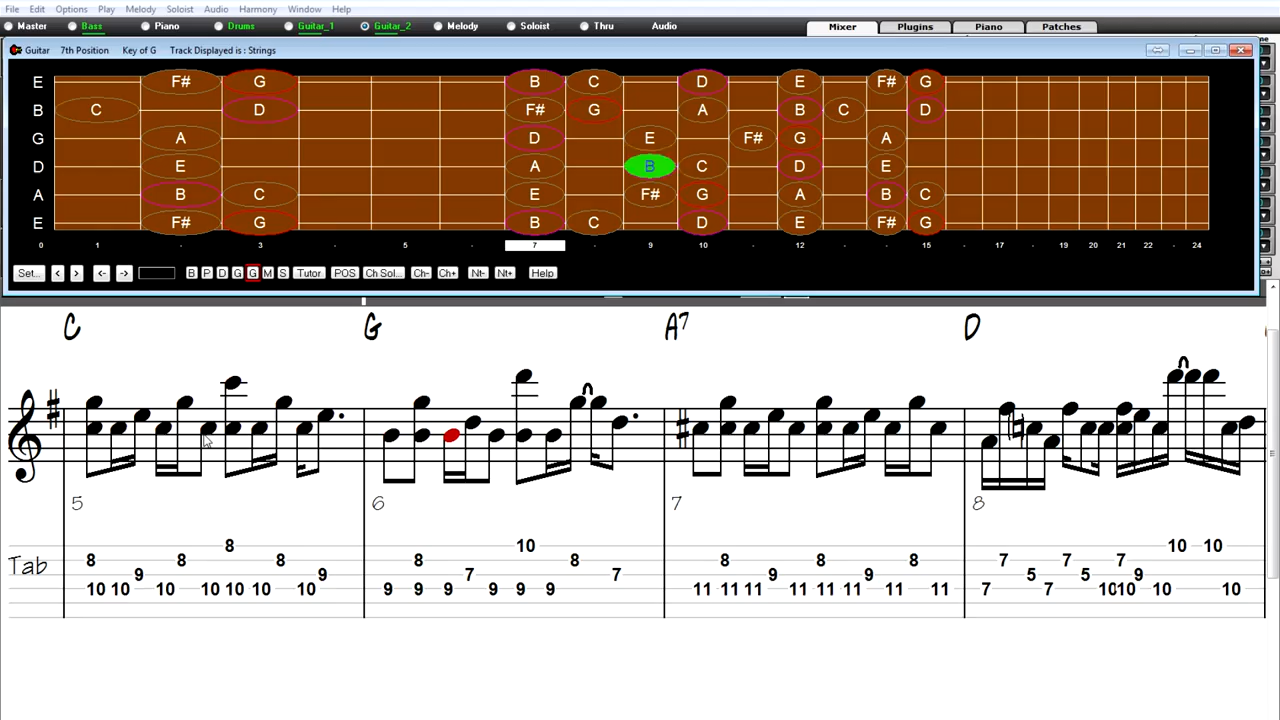 File Edit Options Play Melody Soloist Audio Harmony Window Help
Master Bass Piano Drums Guitar_1 Guitar_2 Melody Soloist Thru Audio Mixer Plugins Piano Patches
Guitar 7th Position Key of G Track Displayed is : Strings
E F# G B C D E F# G
B C D F# G A B C D
G A D E F# G A
D E A B C D E
A B C E F# G A B C
E F# G B C D E F# G
0 1 3 5 7 9 10 12 15 17 19 21 24
Set... < > <- -> B P D G G M S Tutor POS Ch Sol... Ch- Ch+ Nt- Nt+ Help
C G A7 D
5 6 7 8
8 10 10 10
8 8 8 8 8 8 8 8 8 7 7 7
Tab 9 9 7 7 9 9 5 5 9
10 10 10 10 10 10 10 9 9 9 9 9 9 11 11 11 11 11 11 11 11 11 7 7 10 10 10 10